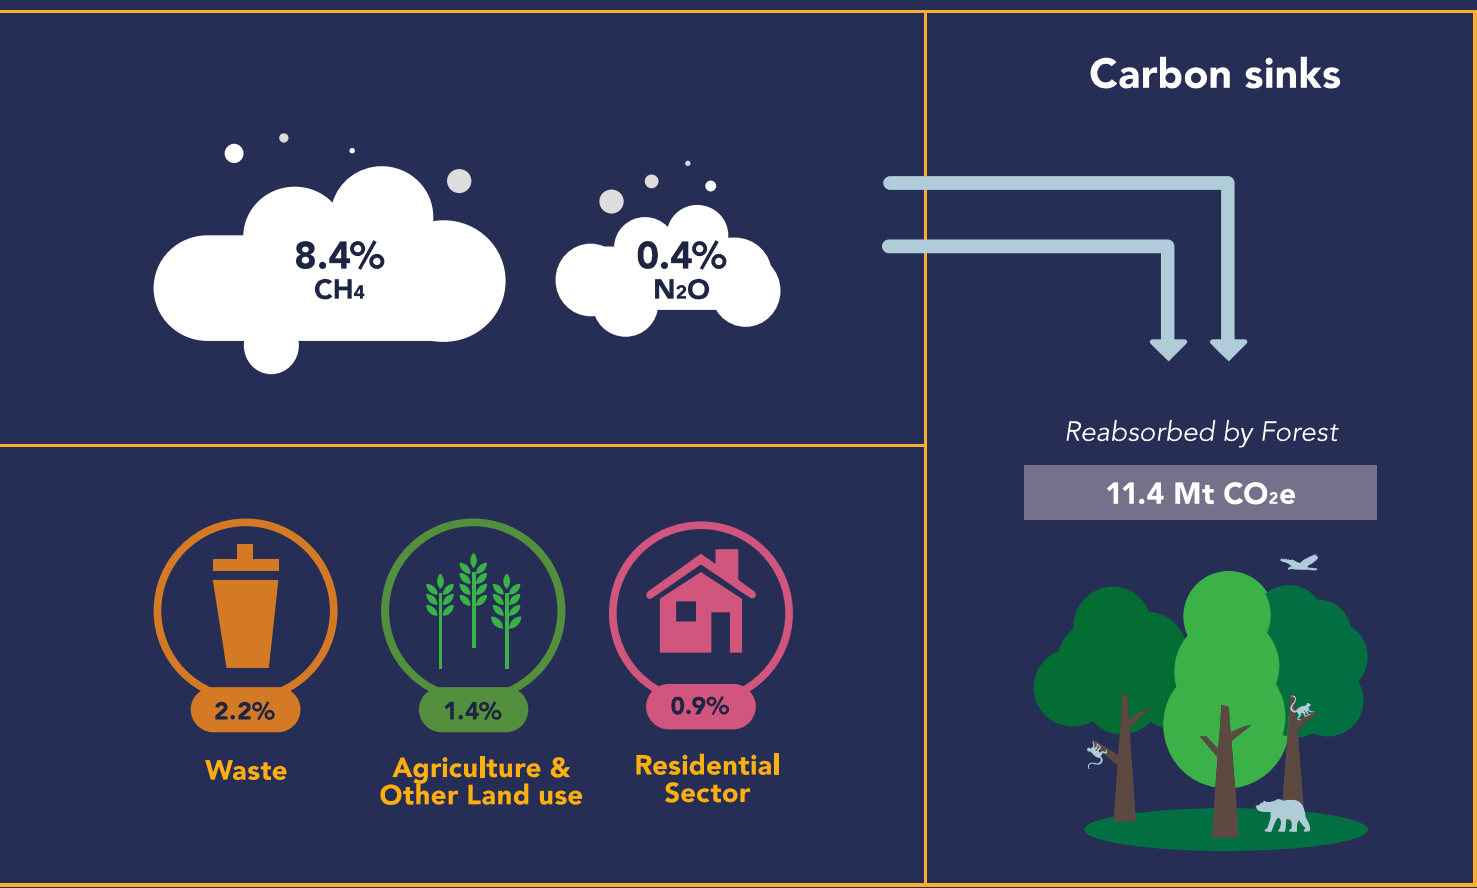 Carbon sinks
8.4%
CH4
0.4%
N2O
Reabsorbed by Forest
11.4 Mt CO2e
2.2%
Waste
1.4%
Agriculture &
Other Land use
0.9%
Residential
Sector